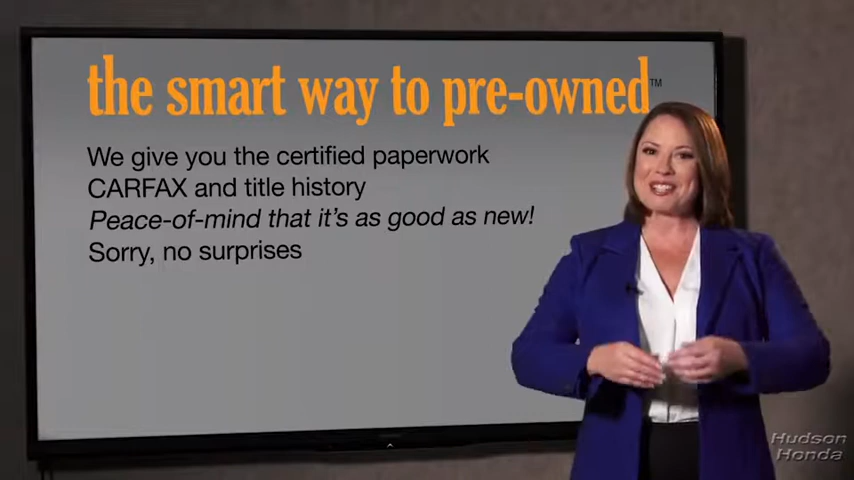 the smart way to pre-owned™
We give you the certified paperwork
CARFAX and title history
Peace-of-mind that it's as good as new!
Sorry, no surprises
Hudson
Honda